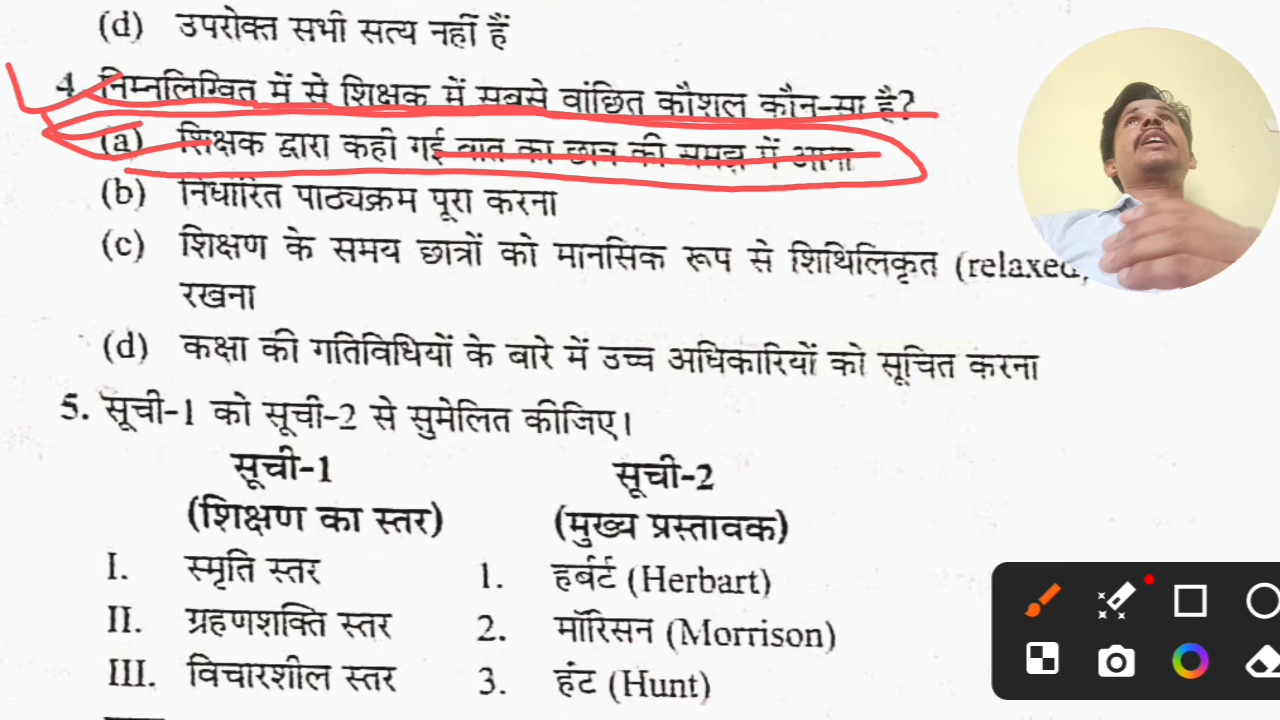 (d) उपरोक्त सभी सत्य नहीं हैं
4. निम्नलिखित में से शिक्षक में सबसे वांछित कौशल कौन-सा है?
(a) शिक्षक द्वारा कही गई बात का छात्र की समझ में आना
(b) निर्धारित पाठ्यक्रम पूरा करना
(c) शिक्षण के समय छात्रों को मानसिक रूप से शिथिलिकृत (relaxed)
रखना
(d) कक्षा की गतिविधियों के बारे में उच्च अधिकारियों को सूचित करना
5. सूची-1 को सूची-2 से सुमेलित कीजिए।
सूची-1 सूची-2
(शिक्षण का स्तर) (मुख्य प्रस्तावक)
I. स्मृति स्तर 1. हर्बर्ट (Herbart)
II. ग्रहणशक्ति स्तर 2. मॉरिसन (Morrison)
III. विचारशील स्तर 3. हंट (Hunt)